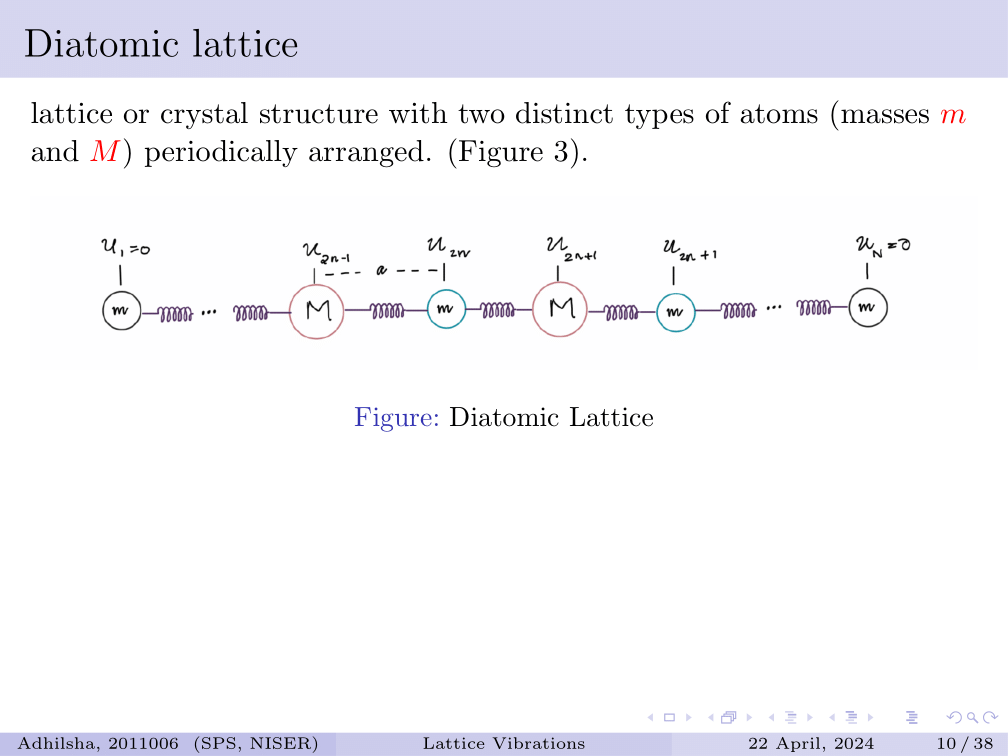 Diatomic lattice
lattice or crystal structure with two distinct types of atoms (masses m
and M) periodically arranged. (Figure 3).
u₁=0 u₂ₙ₋₁ u₂ₙ u₂ₙ₊₁ u₂ₙ₊₁ u_N=0
--- a ---
m ... M m M m ... m
Figure: Diatomic Lattice
Adhilsha, 2011006 (SPS, NISER) Lattice Vibrations 22 April, 2024 10 / 38